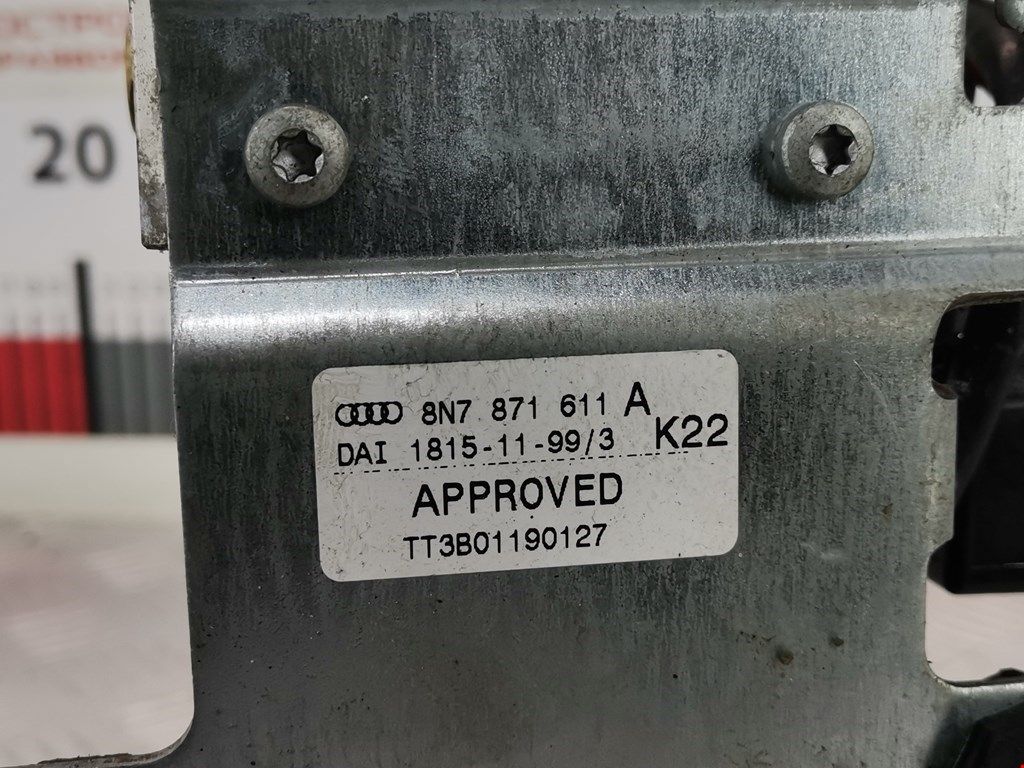 20
8N7 871 611 A
DAI 1815-11-99/3 K22
APPROVED
TT3B01190127